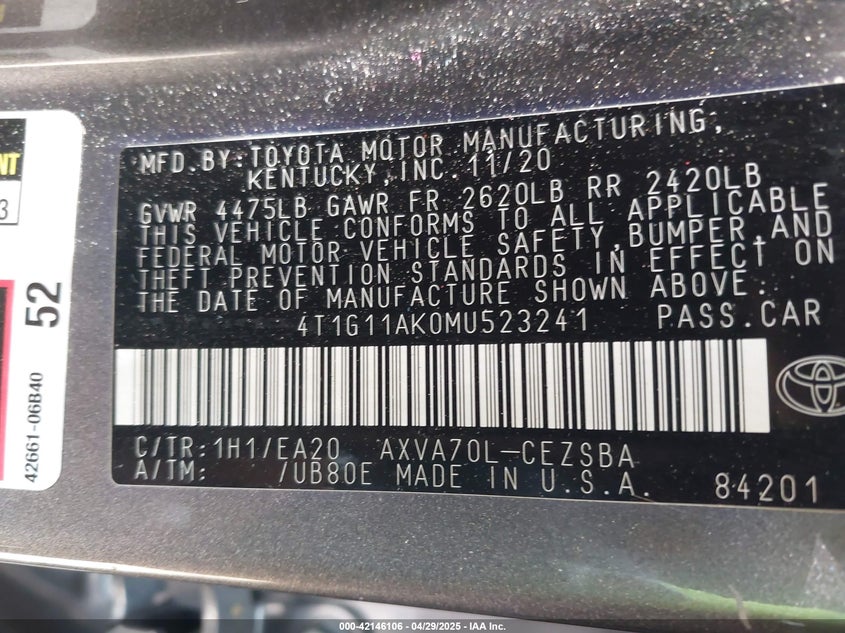 NT
3
52
42661-06B40
MFD.BY:TOYOTA MOTOR MANUFACTURING,
KENTUCKY,INC.11/20
GVWR 4475LB GAWR FR 2620LB RR 2420LB
THIS VEHICLE CONFORMS TO ALL APPLICABLE
FEDERAL MOTOR VEHICLE SAFETY,BUMPER,AND
THEFT PREVENTION STANDARDS IN EFFECT ON
THE DATE OF MANUFACTURE SHOWN ABOVE.
4T1G11AK0MU523241 PASS.CAR
C/TR:1H1/EA20 AXVA70L-CEZSBA
A/TM: /UB80E MADE IN U.S.A. 84201
000-42146106 - 04/29/2025 - IAA Inc.